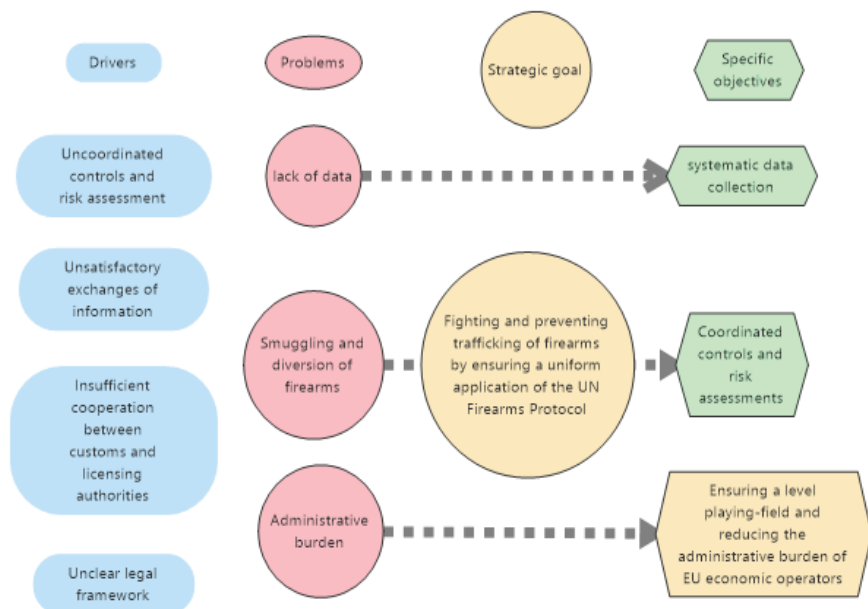 Drivers
Problems
Strategic goal
Specific
objectives
Uncoordinated
controls and
risk assessment
lack of data
systematic data
collection
Unsatisfactory
exchanges of
information
Smuggling and
diversion of
firearms
Fighting and preventing
trafficking of firearms
by ensuring a uniform
application of the UN
Firearms Protocol
Coordinated
controls and
risk
assessments
Insufficient
cooperation
between
customs and
licensing
authorities
Administrative
burden
Ensuring a level
playing-field and
reducing the
administrative burden of
EU economic operators
Unclear legal
framework